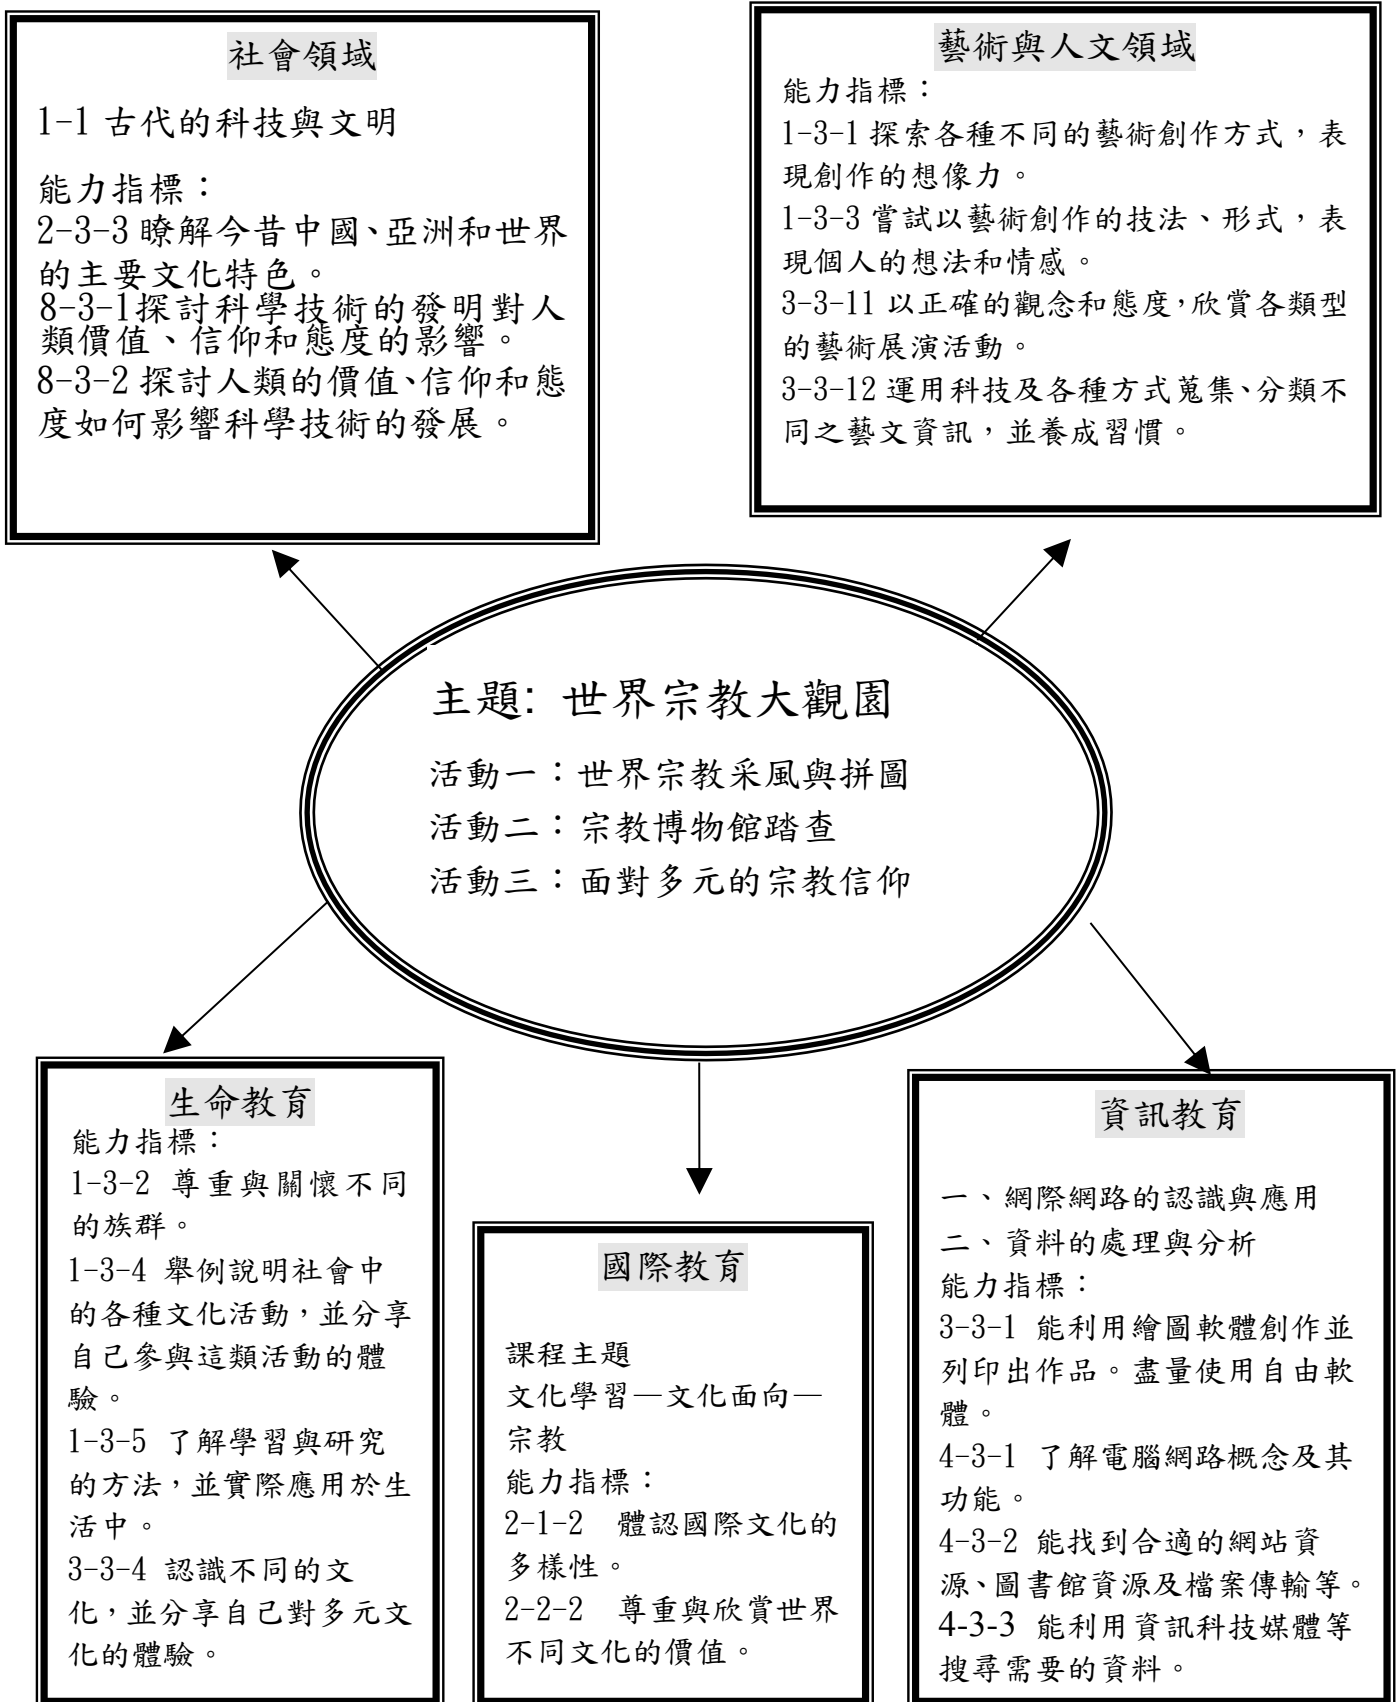 社會領域
1-1 古代的科技與文明
能力指標：
2-3-3 瞭解今昔中國、亞洲和世界
的主要文化特色。
8-3-1探討科學技術的發明對人
類價值、信仰和態度的影響。
8-3-2 探討人類的價值、信仰和態
度如何影響科學技術的發展。
藝術與人文領域
能力指標：
1-3-1 探索各種不同的藝術創作方式，表
現創作的想像力。
1-3-3 嘗試以藝術創作的技法、形式，表
現個人的想法和情感。
3-3-11 以正確的觀念和態度，欣賞各類型
的藝術展演活動。
3-3-12 運用科技及各種方式蒐集、分類不
同之藝文資訊，並養成習慣。
主題: 世界宗教大觀園
活動一：世界宗教采風與拼圖
活動二：宗教博物館踏查
活動三：面對多元的宗教信仰
生命教育
能力指標：
1-3-2 尊重與關懷不同
的族群。
1-3-4 舉例說明社會中
的各種文化活動，並分享
自己參與這類活動的體
驗。
1-3-5 了解學習與研究
的方法，並實際應用於生
活中。
3-3-4 認識不同的文
化，並分享自己對多元文
化的體驗。
國際教育
課程主題
文化學習—文化面向—
宗教
能力指標：
2-1-2 體認國際文化的
多樣性。
2-2-2 尊重與欣賞世界
不同文化的價值。
資訊教育
一、網際網路的認識與應用
二、資料的處理與分析
能力指標：
3-3-1 能利用繪圖軟體創作並
列印出作品。盡量使用自由軟
體。
4-3-1 了解電腦網路概念及其
功能。
4-3-2 能找到合適的網站資
源、圖書館資源及檔案傳輸等。
4-3-3 能利用資訊科技媒體等
搜尋需要的資料。